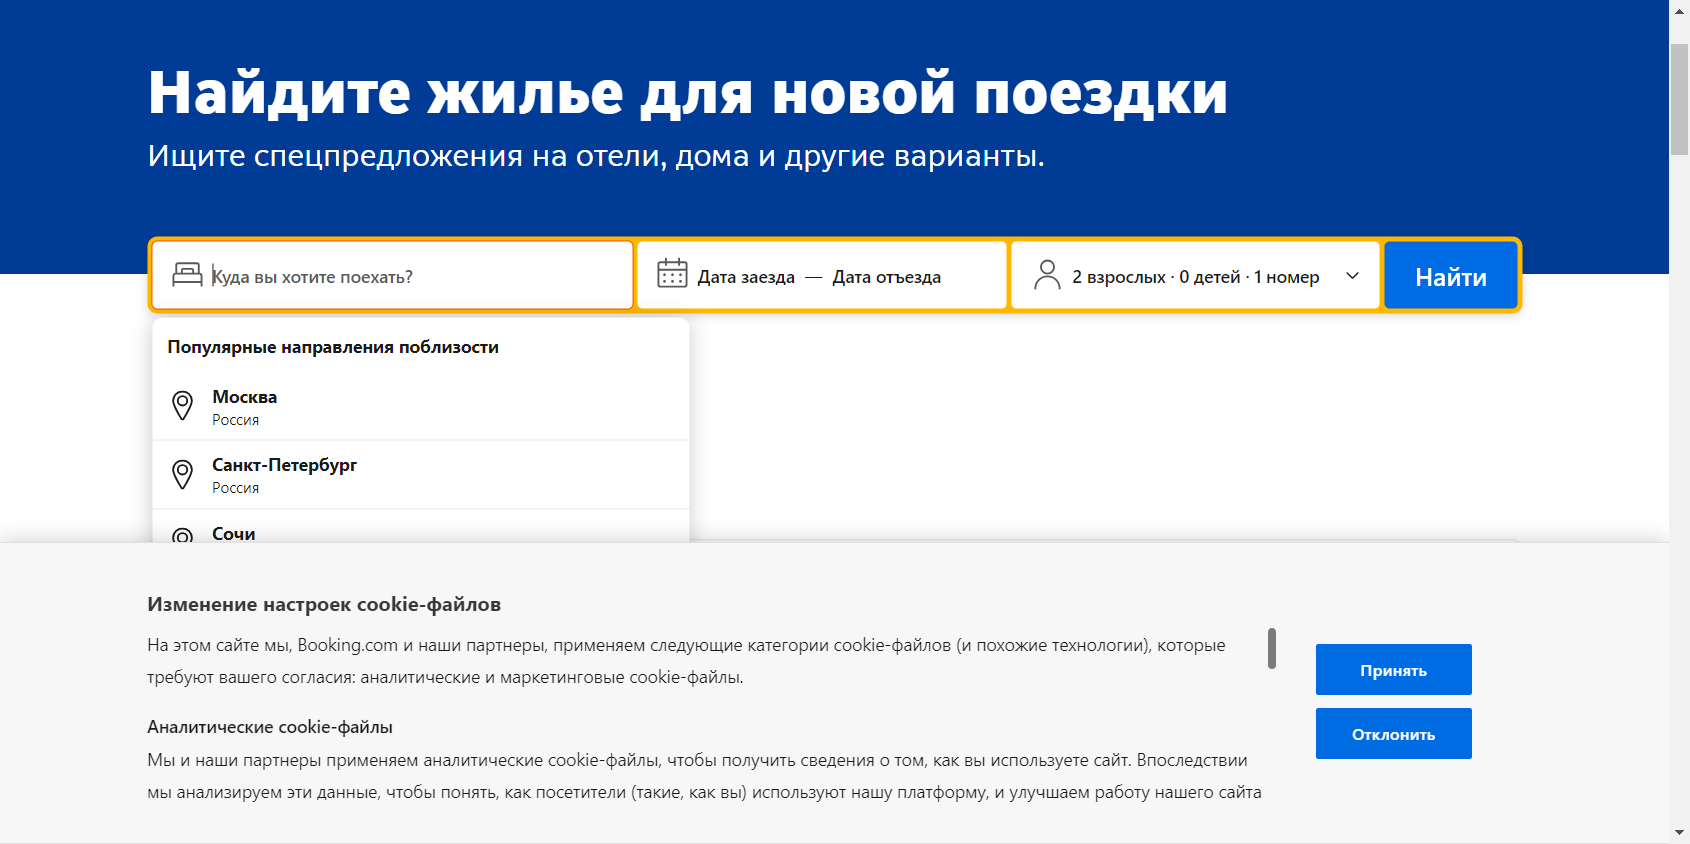 Найдите жилье для новой поездки
Ищите спецпредложения на отели, дома и другие варианты.
Куда вы хотите поехать?
Дата заезда — Дата отъезда
2 взрослых · 0 детей · 1 номер
Найти
Популярные направления поблизости
Москва
Россия
Санкт-Петербург
Россия
Сочи
Изменение настроек cookie-файлов
На этом сайте мы, Booking.com и наши партнеры, применяем следующие категории cookie-файлов (и похожие технологии), которые
требуют вашего согласия: аналитические и маркетинговые cookie-файлы.
Аналитические cookie-файлы
Мы и наши партнеры применяем аналитические cookie-файлы, чтобы получить сведения о том, как вы используете сайт. Впоследствии
мы анализируем эти данные, чтобы понять, как посетители (такие, как вы) используют нашу платформу, и улучшаем работу нашего сайта
Принять
Отклонить